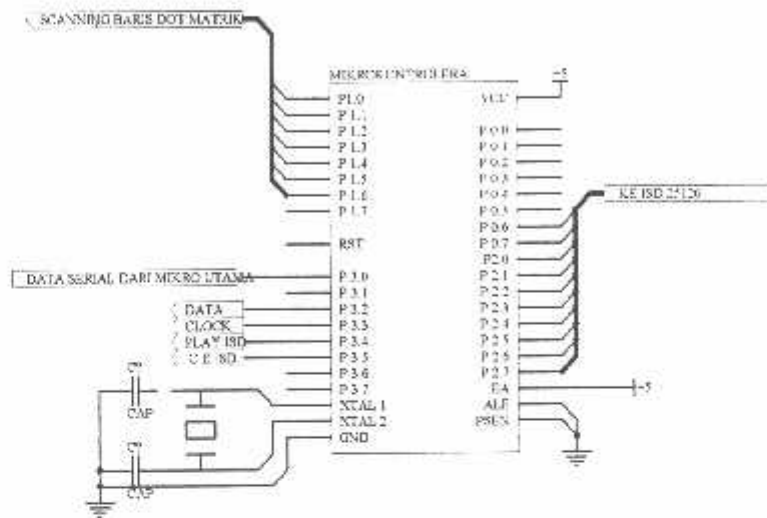 SCANNING BARIS DOT MATRIK
MIKROKONTROLER A
+5
P1.0
P1.1
P1.2
P1.3
P1.4
P1.5
P1.6
P1.7
RST
P3.0
P3.1
P3.2
P3.3
P3.4
P3.5
P3.6
P3.7
XTAL 1
XTAL 2
GND
VCC
P0.0
P0.1
P0.2
P0.3
P0.4
P0.5
P0.6
P0.7
P2.0
P2.1
P2.2
P2.3
P2.4
P2.5
P2.6
P2.7
EA
ALE
PSEN
KE ISD 25120
DATA SERIAL DARI MIKRO UTAMA
DATA
CLOCK
PLAY ISD
ISD
+5
CAP
CAP